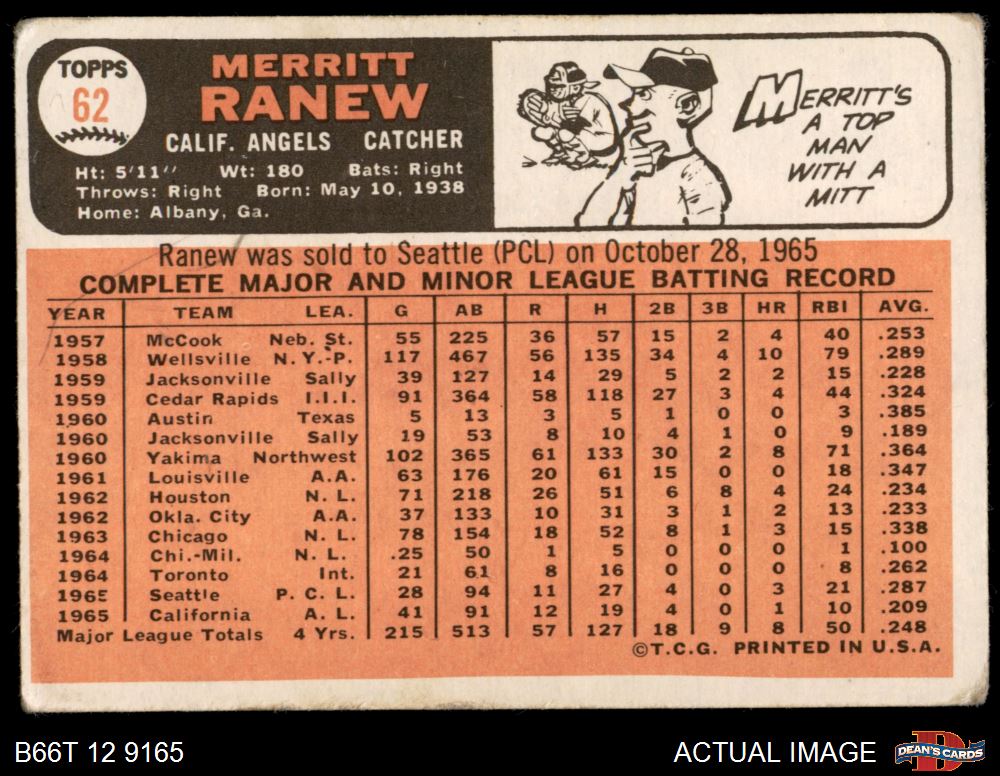 TOPPS
62
MERRITT
RANEW
CALIF. ANGELS CATCHER
Ht: 5'11" Wt: 180 Bats: Right
Throws: Right Born: May 10, 1938
Home: Albany, Ga.
MERRITT'S
A TOP
MAN
WITH A
MITT
Ranew was sold to Seattle (PCL) on October 28, 1965
COMPLETE MAJOR AND MINOR LEAGUE BATTING RECORD
YEAR TEAM LEA. G AB R H 2B 3B HR RBI AVG.
1957 McCook Neb. St. 55 225 36 57 15 2 4 40 .253
1958 Wellsville N.Y.-P. 117 467 56 135 34 4 10 79 .289
1959 Jacksonville Sally 39 127 14 29 5 2 2 15 .228
1959 Cedar Rapids I.I.I. 91 364 58 118 27 3 4 44 .324
1960 Austin Texas 5 13 3 5 1 0 0 3 .385
1960 Jacksonville Sally 19 53 8 10 4 1 0 9 .189
1960 Yakima Northwest 102 365 61 133 30 2 8 71 .364
1961 Louisville A.A. 63 176 20 61 15 0 0 18 .347
1962 Houston N.L. 71 218 26 51 6 8 4 24 .234
1962 Okla. City A.A. 37 133 10 31 3 1 2 13 .233
1963 Chicago N.L. 78 154 18 52 8 1 3 15 .338
1964 Chi.-Mil. N.L. .25 50 1 5 0 0 0 1 .100
1964 Toronto Int. 21 61 8 16 0 0 0 8 .262
1965 Seattle P.C.L. 28 94 11 27 4 0 3 21 .287
1965 California A.L. 41 91 12 19 4 0 1 10 .209
Major League Totals 4 Yrs. 215 513 57 127 18 9 8 50 .248
©T.C.G. PRINTED IN U.S.A.
B66T 12 9165
ACTUAL IMAGE
DEAN'S CARDS